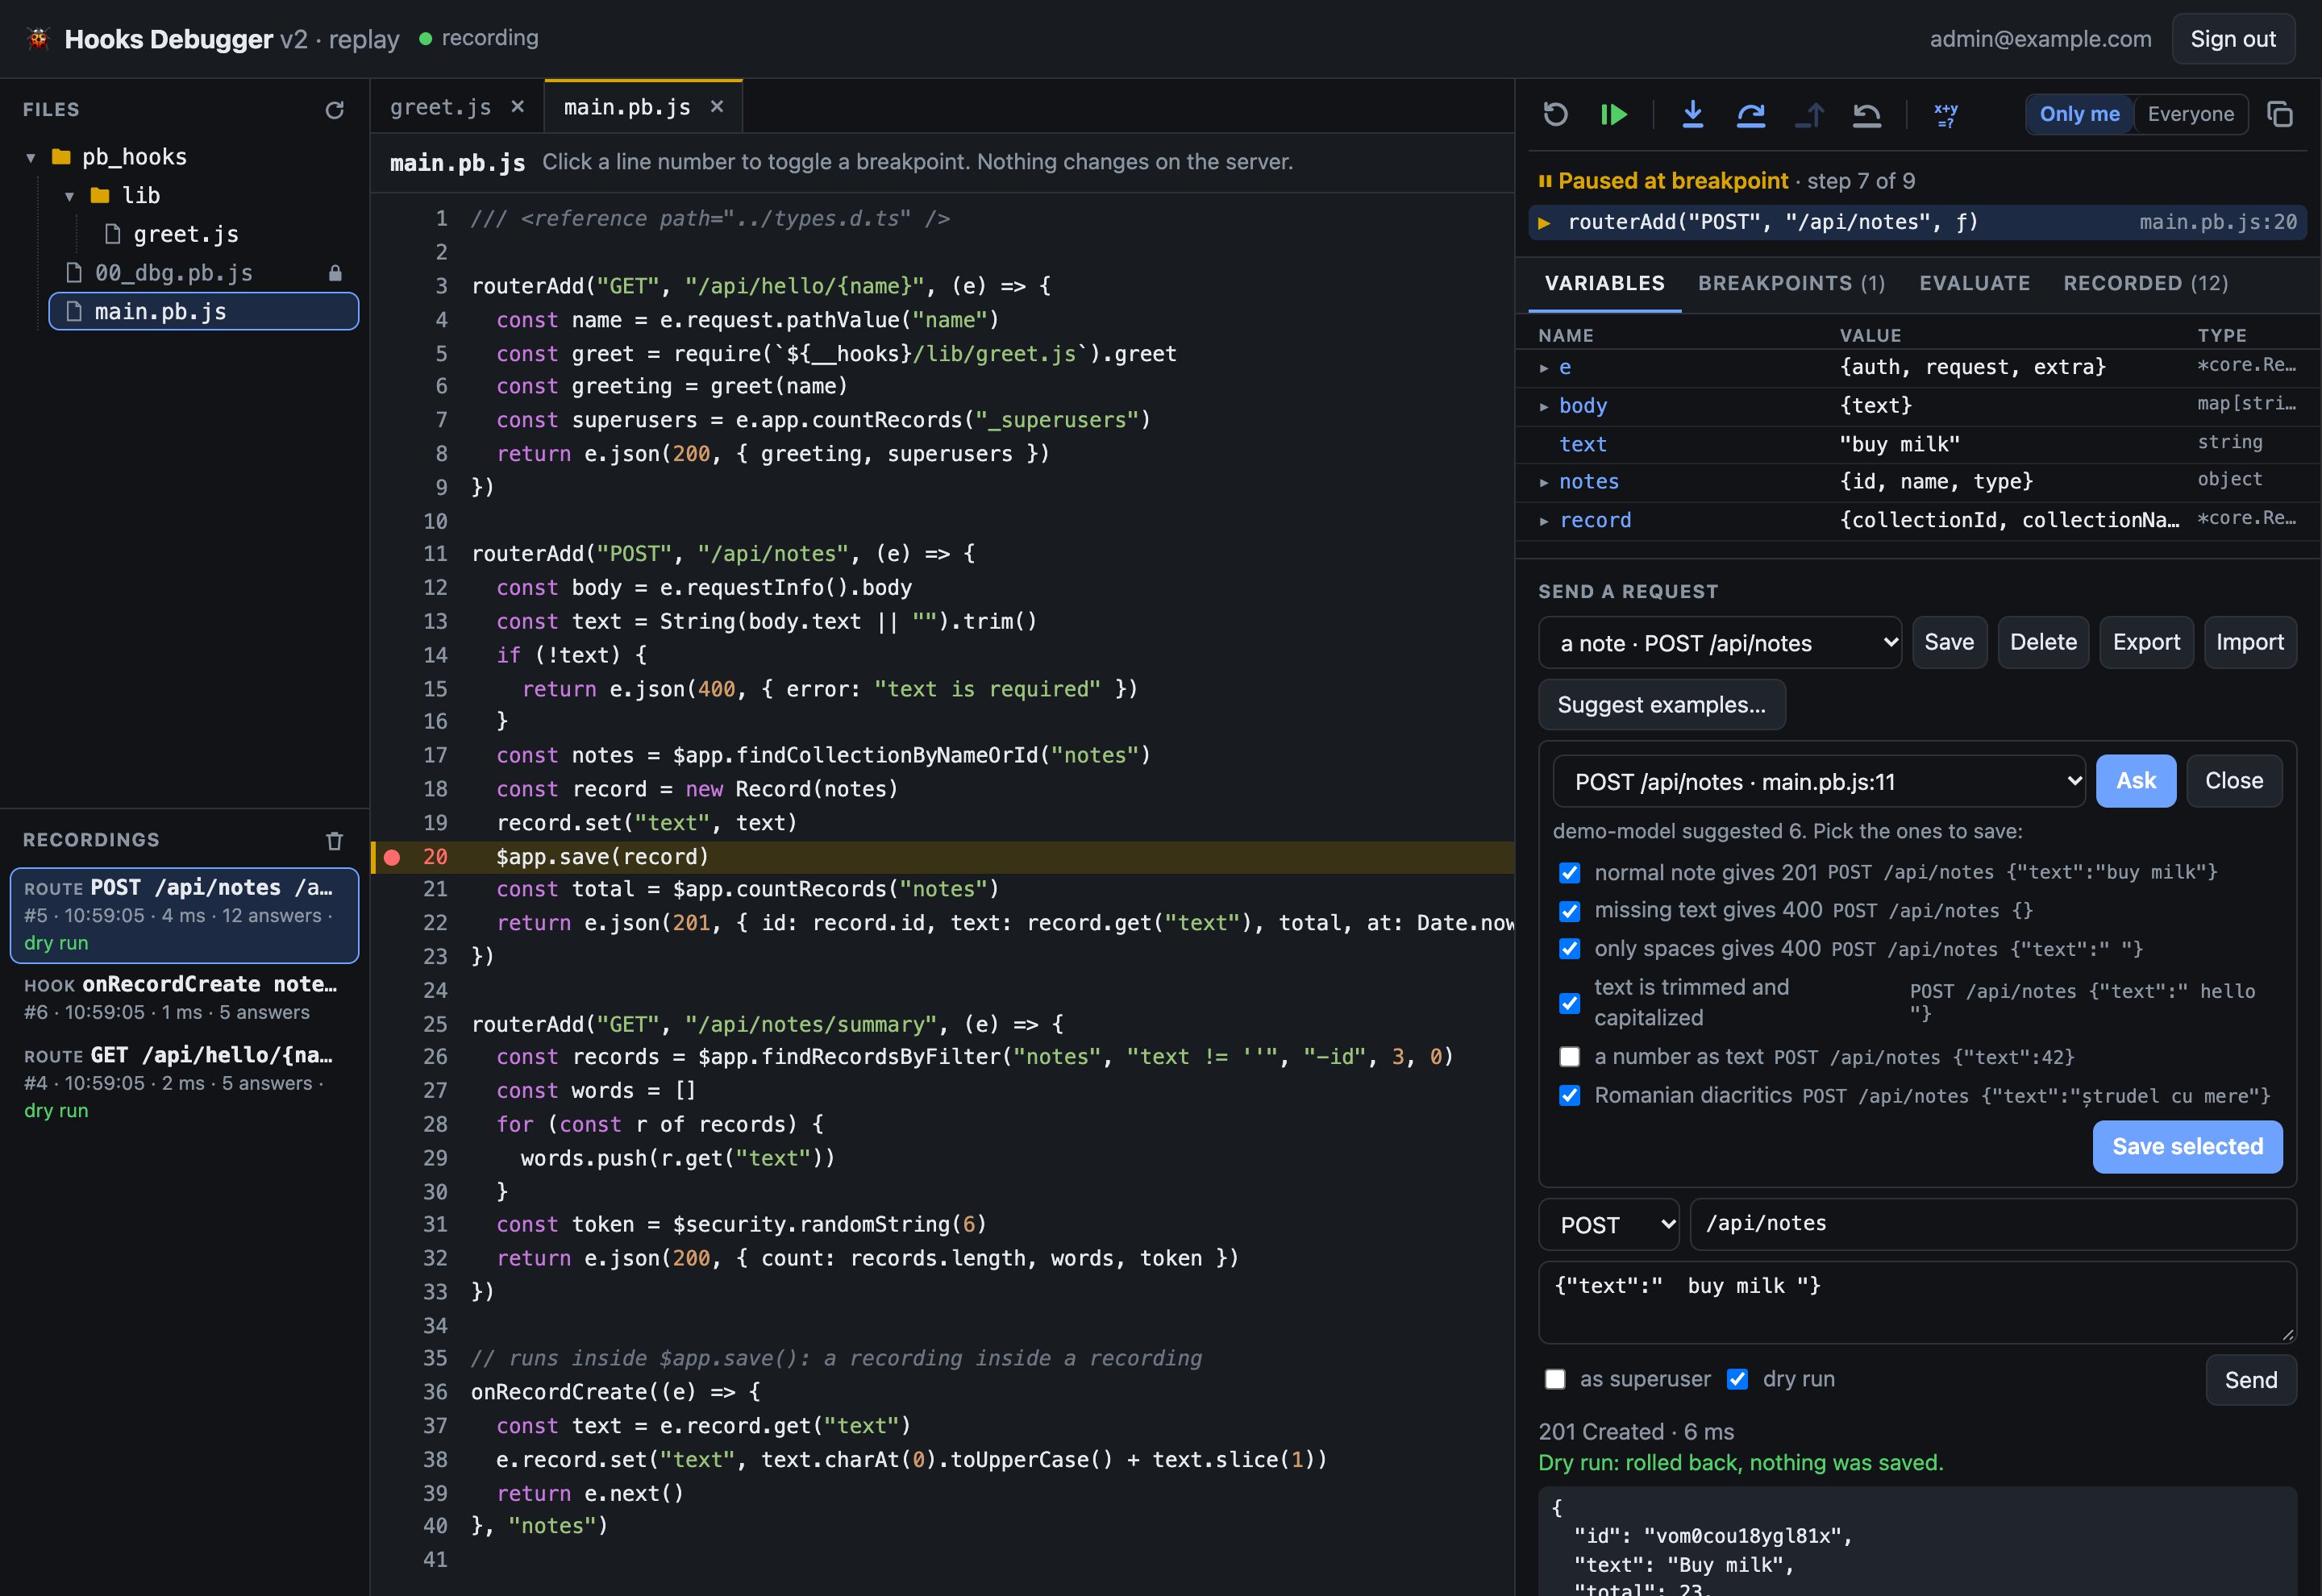 Hooks Debugger v2 · replay recording
admin@example.com Sign out
FILES
pb_hooks
lib
greet.js
00_dbg.pb.js
main.pb.js
RECORDINGS
ROUTE POST /api/notes /a…
#5 · 10:59:05 · 4 ms · 12 answers ·
dry run
HOOK onRecordCreate note…
#6 · 10:59:05 · 1 ms · 5 answers
ROUTE GET /api/hello/{na…
#4 · 10:59:05 · 2 ms · 5 answers ·
dry run
greet.js × main.pb.js ×
main.pb.js Click a line number to toggle a breakpoint. Nothing changes on the server.
1 /// <reference path="../types.d.ts" />
2
3 routerAdd("GET", "/api/hello/{name}", (e) => {
4   const name = e.request.pathValue("name")
5   const greet = require(`${__hooks}/lib/greet.js`).greet
6   const greeting = greet(name)
7   const superusers = e.app.countRecords("_superusers")
8   return e.json(200, { greeting, superusers })
9 })
10
11 routerAdd("POST", "/api/notes", (e) => {
12   const body = e.requestInfo().body
13   const text = String(body.text || "").trim()
14   if (!text) {
15     return e.json(400, { error: "text is required" })
16   }
17   const notes = $app.findCollectionByNameOrId("notes")
18   const record = new Record(notes)
19   record.set("text", text)
20   $app.save(record)
21   const total = $app.countRecords("notes")
22   return e.json(201, { id: record.id, text: record.get("text"), total, at: Date.now
23 })
24
25 routerAdd("GET", "/api/notes/summary", (e) => {
26   const records = $app.findRecordsByFilter("notes", "text != ''", "-id", 3, 0)
27   const words = []
28   for (const r of records) {
29     words.push(r.get("text"))
30   }
31   const token = $security.randomString(6)
32   return e.json(200, { count: records.length, words, token })
33 })
34
35 // runs inside $app.save(): a recording inside a recording
36 onRecordCreate((e) => {
37   const text = e.record.get("text")
38   e.record.set("text", text.charAt(0).toUpperCase() + text.slice(1))
39   return e.next()
40 }, "notes")
41
x+y
=?
Only me Everyone
Paused at breakpoint · step 7 of 9
routerAdd("POST", "/api/notes", ƒ) main.pb.js:20
VARIABLES BREAKPOINTS (1) EVALUATE RECORDED (12)
NAME VALUE TYPE
e {auth, request, extra} *core.Re…
body {text} map[stri…
text "buy milk" string
notes {id, name, type} object
record {collectionId, collectionNa… *core.Re…
SEND A REQUEST
a note · POST /api/notes Save Delete Export Import
Suggest examples…
POST /api/notes · main.pb.js:11 Ask Close
demo-model suggested 6. Pick the ones to save:
normal note gives 201 POST /api/notes {"text":"buy milk"}
missing text gives 400 POST /api/notes {}
only spaces gives 400 POST /api/notes {"text":" "}
text is trimmed and capitalized POST /api/notes {"text":" hello "}
a number as text POST /api/notes {"text":42}
Romanian diacritics POST /api/notes {"text":"ștrudel cu mere"}
Save selected
POST /api/notes
{"text":"  buy milk "}
as superuser dry run Send
201 Created · 6 ms
Dry run: rolled back, nothing was saved.
{
"id": "vom0cou18ygl81x",
"text": "Buy milk",
"total": 23,